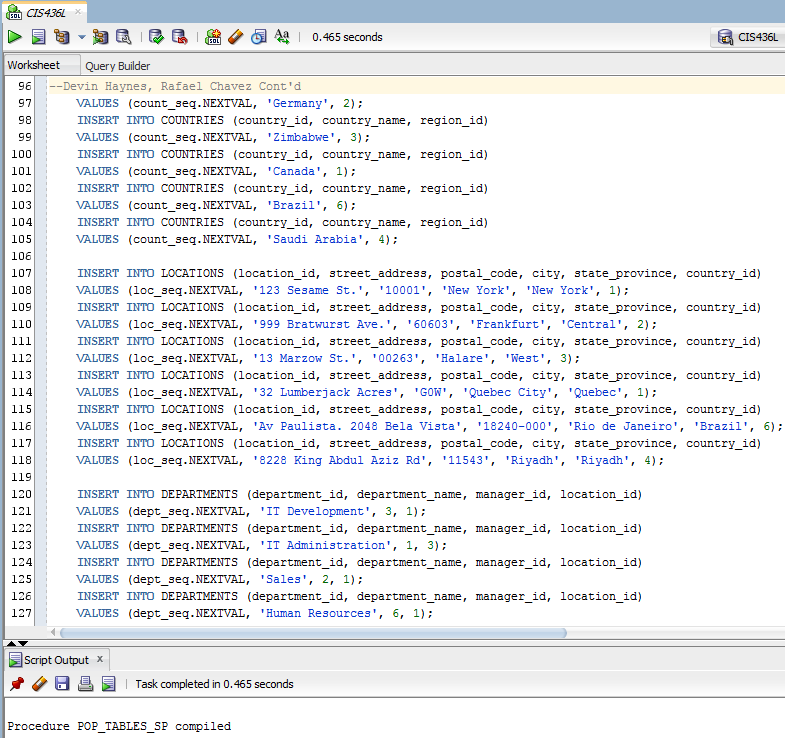 CIS436L
0.465 seconds
CIS436L
Worksheet Query Builder
96 --Devin Haynes, Rafael Chavez Cont'd
97 VALUES (count_seq.NEXTVAL, 'Germany', 2);
98 INSERT INTO COUNTRIES (country_id, country_name, region_id)
99 VALUES (count_seq.NEXTVAL, 'Zimbabwe', 3);
100 INSERT INTO COUNTRIES (country_id, country_name, region_id)
101 VALUES (count_seq.NEXTVAL, 'Canada', 1);
102 INSERT INTO COUNTRIES (country_id, country_name, region_id)
103 VALUES (count_seq.NEXTVAL, 'Brazil', 6);
104 INSERT INTO COUNTRIES (country_id, country_name, region_id)
105 VALUES (count_seq.NEXTVAL, 'Saudi Arabia', 4);
106
107 INSERT INTO LOCATIONS (location_id, street_address, postal_code, city, state_province, country_id)
108 VALUES (loc_seq.NEXTVAL, '123 Sesame St.', '10001', 'New York', 'New York', 1);
109 INSERT INTO LOCATIONS (location_id, street_address, postal_code, city, state_province, country_id)
110 VALUES (loc_seq.NEXTVAL, '999 Bratwurst Ave.', '60603', 'Frankfurt', 'Central', 2);
111 INSERT INTO LOCATIONS (location_id, street_address, postal_code, city, state_province, country_id)
112 VALUES (loc_seq.NEXTVAL, '13 Marzow St.', '00263', 'Halare', 'West', 3);
113 INSERT INTO LOCATIONS (location_id, street_address, postal_code, city, state_province, country_id)
114 VALUES (loc_seq.NEXTVAL, '32 Lumberjack Acres', 'G0W', 'Quebec City', 'Quebec', 1);
115 INSERT INTO LOCATIONS (location_id, street_address, postal_code, city, state_province, country_id)
116 VALUES (loc_seq.NEXTVAL, 'Av Paulista. 2048 Bela Vista', '18240-000', 'Rio de Janeiro', 'Brazil', 6);
117 INSERT INTO LOCATIONS (location_id, street_address, postal_code, city, state_province, country_id)
118 VALUES (loc_seq.NEXTVAL, '8228 King Abdul Aziz Rd', '11543', 'Riyadh', 'Riyadh', 4);
119
120 INSERT INTO DEPARTMENTS (department_id, department_name, manager_id, location_id)
121 VALUES (dept_seq.NEXTVAL, 'IT Development', 3, 1);
122 INSERT INTO DEPARTMENTS (department_id, department_name, manager_id, location_id)
123 VALUES (dept_seq.NEXTVAL, 'IT Administration', 1, 3);
124 INSERT INTO DEPARTMENTS (department_id, department_name, manager_id, location_id)
125 VALUES (dept_seq.NEXTVAL, 'Sales', 2, 1);
126 INSERT INTO DEPARTMENTS (department_id, department_name, manager_id, location_id)
127 VALUES (dept_seq.NEXTVAL, 'Human Resources', 6, 1);
Script Output x
Task completed in 0.465 seconds
Procedure POP_TABLES_SP compiled